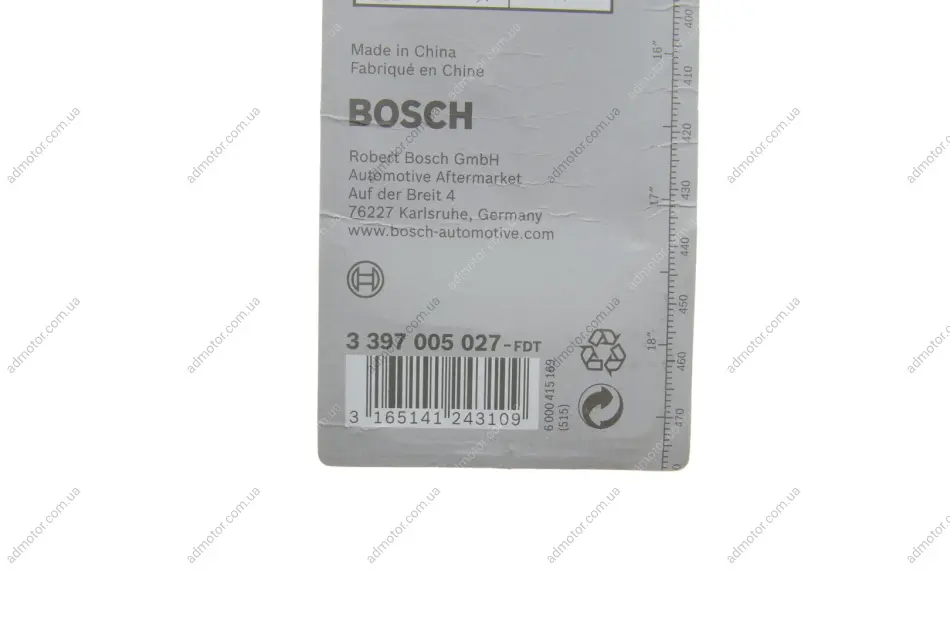 Made in China
Fabriqué en Chine
BOSCH
Robert Bosch GmbH
Automotive Aftermarket
Auf der Breit 4
76227 Karlsruhe, Germany
www.bosch-automotive.com
3 397 005 027-FDT
3 165141 243109
6 000 415 169
(515)
16"
17"
18"
400
410
420
430
440
450
460
470
admotor.com.ua